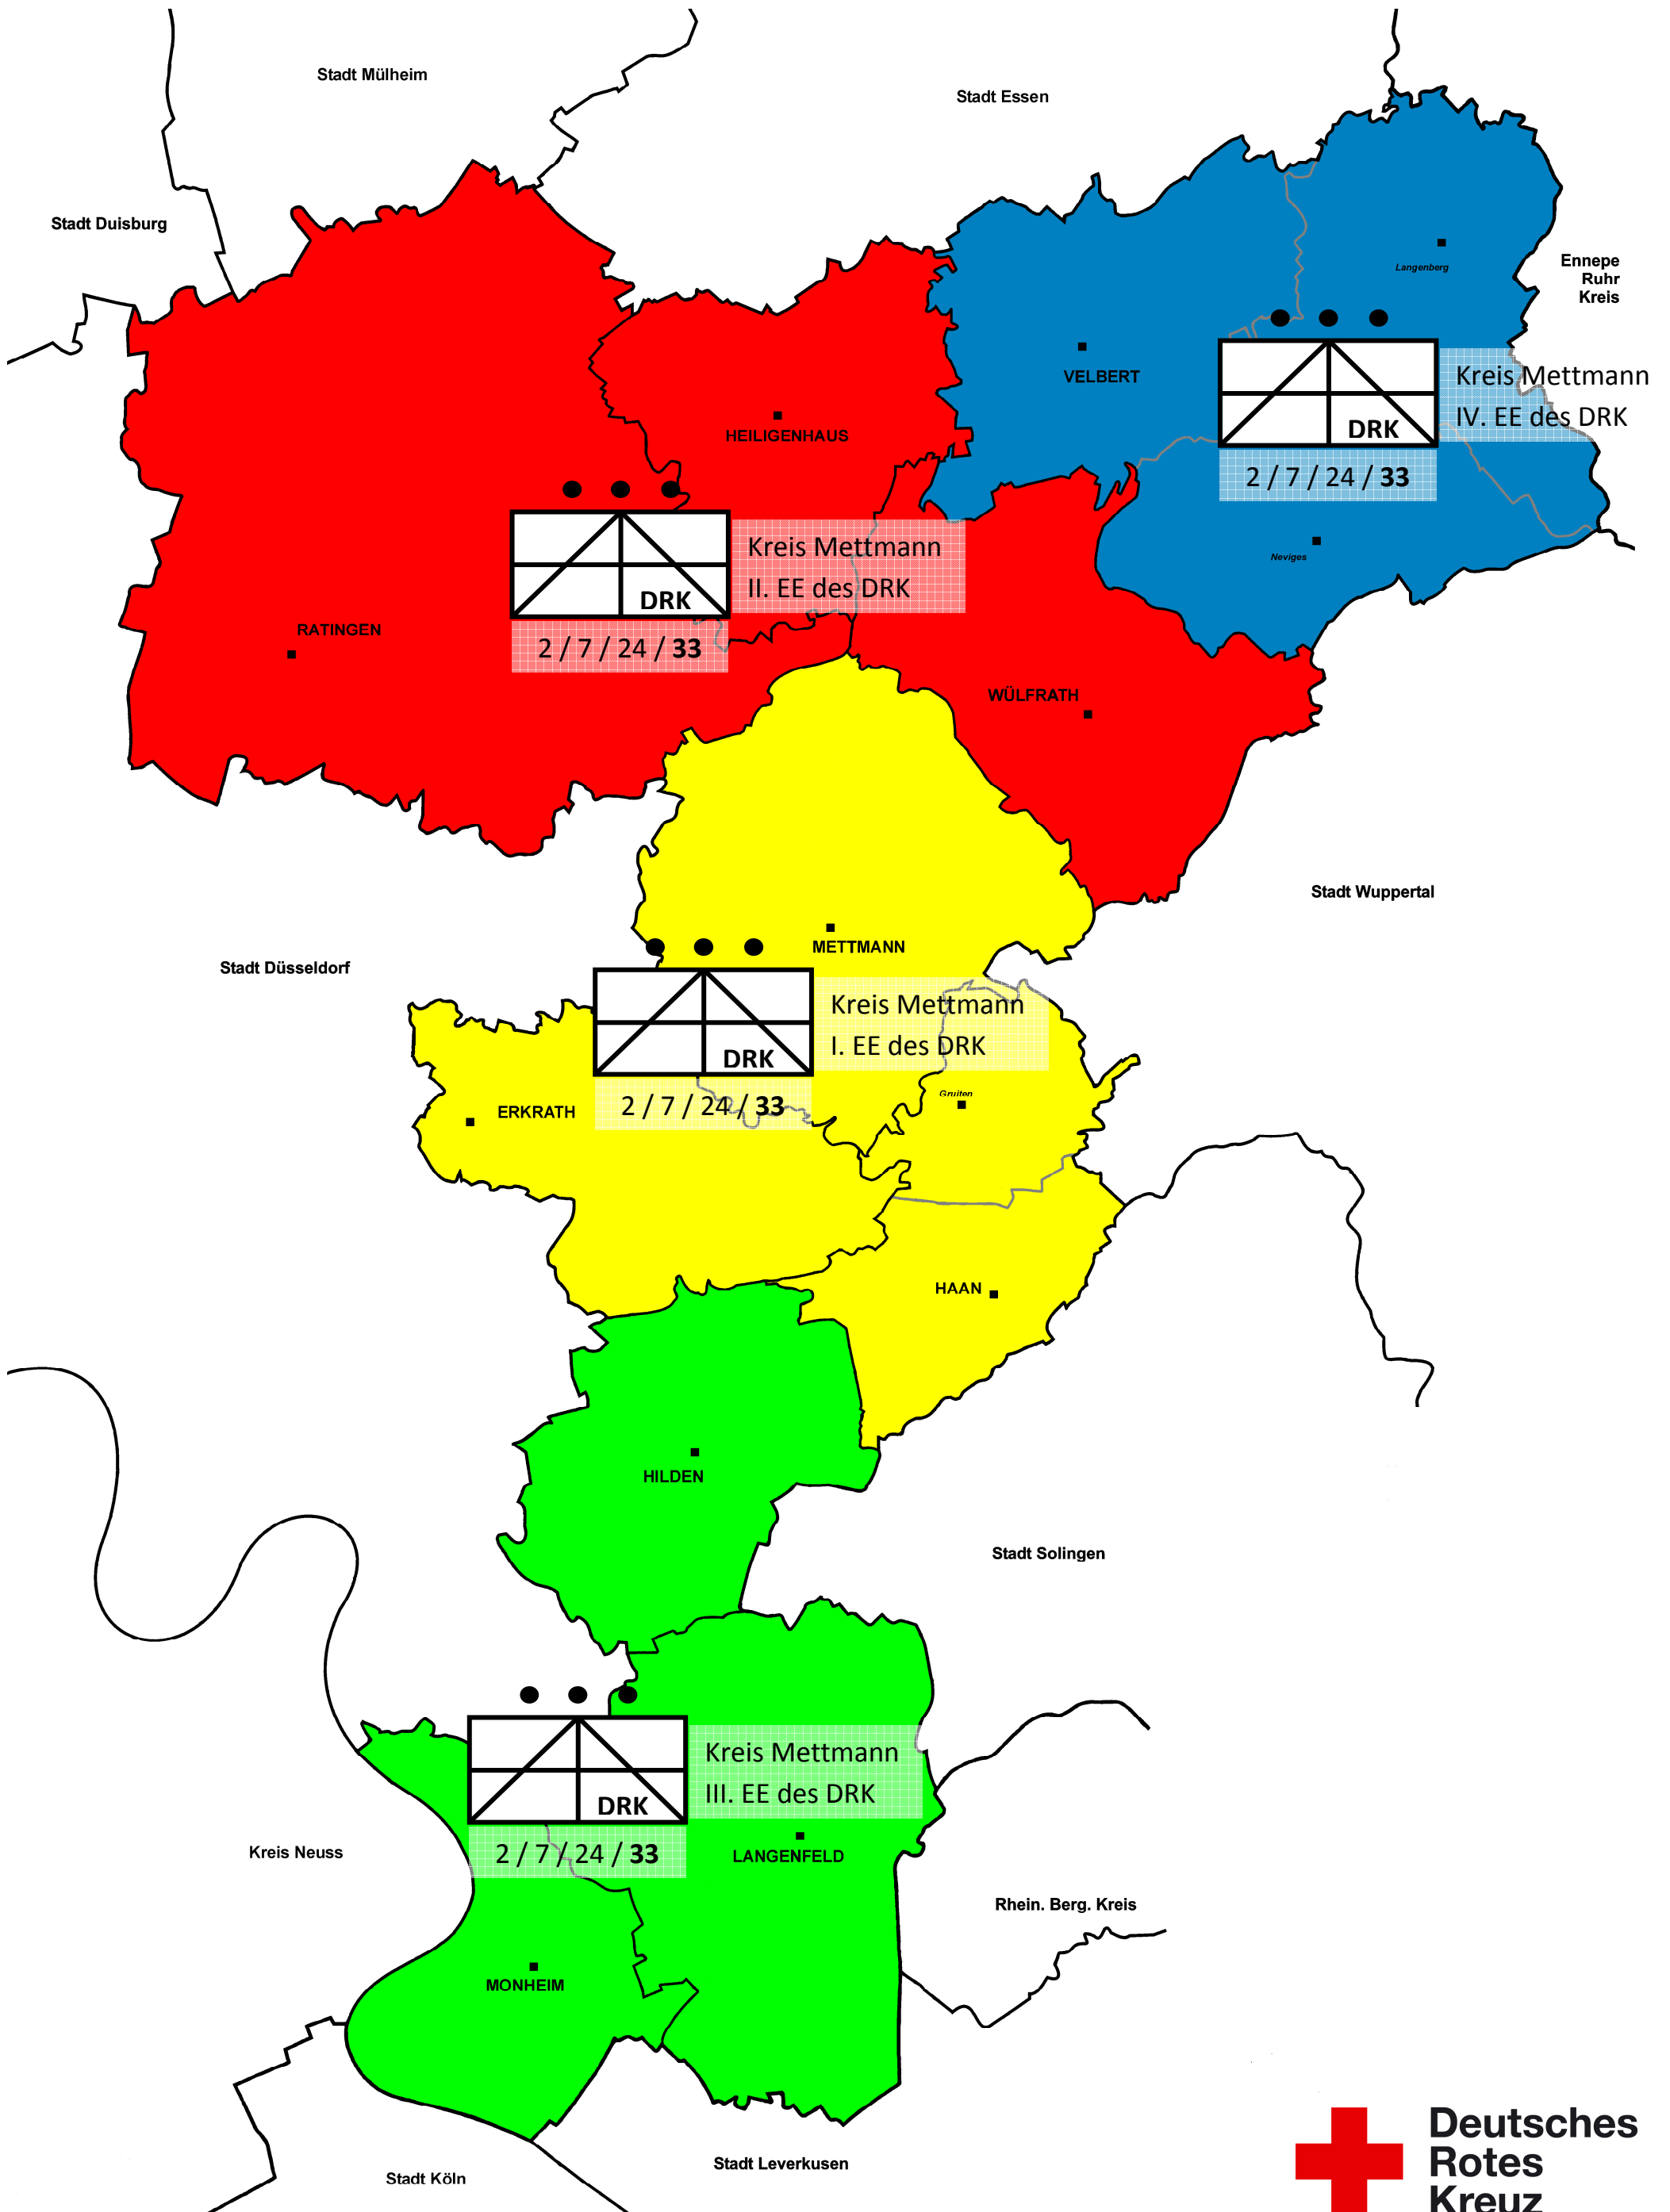 Stadt Mülheim
Stadt Essen
Stadt Duisburg
Ennepe
Ruhr
Kreis
Langenberg
VELBERT
DRK
Kreis Mettmann
IV. EE des DRK
2 / 7 / 24 / 33
HEILIGENHAUS
Neviges
DRK
Kreis Mettmann
II. EE des DRK
2 / 7 / 24 / 33
RATINGEN
WÜLFRATH
Stadt Wuppertal
METTMANN
Stadt Düsseldorf
DRK
Kreis Mettmann
I. EE des DRK
2 / 7 / 24 / 33
Gruiten
ERKRATH
HAAN
HILDEN
Stadt Solingen
DRK
Kreis Mettmann
III. EE des DRK
2 / 7 / 24 / 33
Kreis Neuss
LANGENFELD
Rhein. Berg. Kreis
MONHEIM
Stadt Köln
Stadt Leverkusen
Deutsches
Rotes
Kreuz